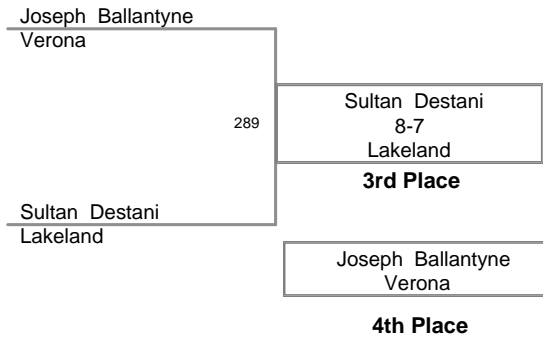 Joseph Ballantyne
Verona
289
Sultan Destani
8-7
Lakeland
3rd Place
Sultan Destani
Lakeland
Joseph Ballantyne
Verona
4th Place